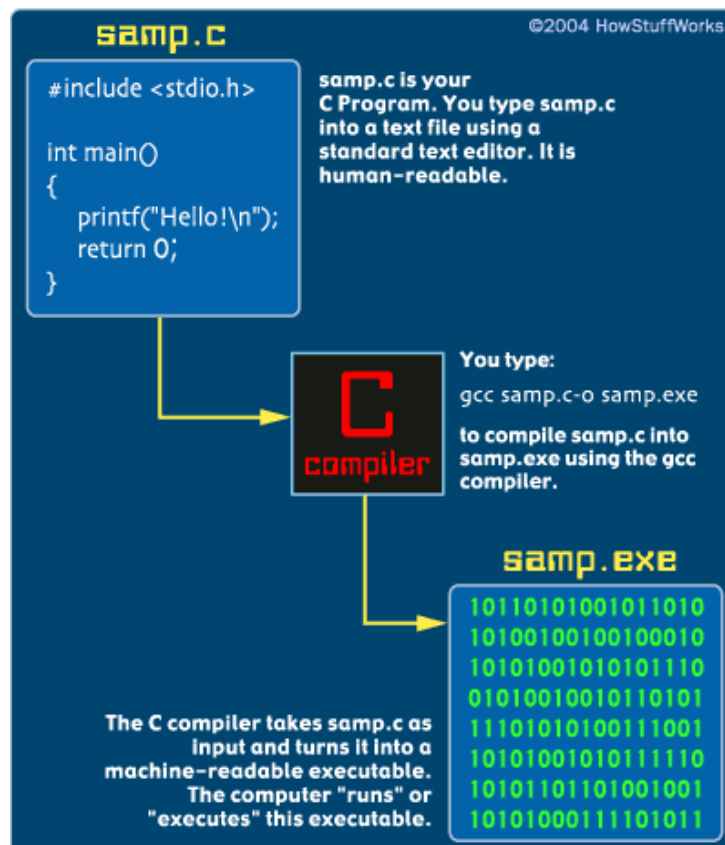 samp.c
©2004 HowStuffWorks
#include <stdio.h>
int main()
{
printf("Hello!\n");
return 0;
}
samp.c is your
C Program. You type samp.c
into a text file using a
standard text editor. It is
human-readable.
C
compiler
You type:
gcc samp.c-o samp.exe
to compile samp.c into
samp.exe using the gcc
compiler.
samp.exe
10110101001011010
10100100100100010
10101001010101110
01010010010110101
11101010100111001
10101001010111110
10101101101001001
10101000111101011
The C compiler takes samp.c as
input and turns it into a
machine-readable executable.
The computer "runs" or
"executes" this executable.